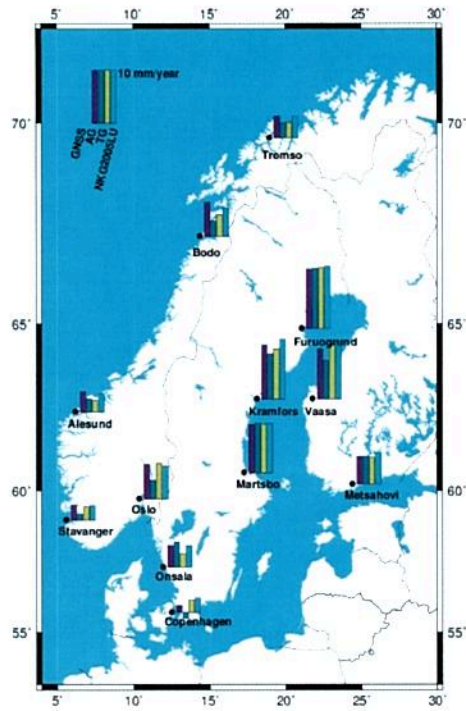 5° 10° 15° 20° 25° 30°
10 mm/year
GNSS
AG
TG
NKG2005LU
70° 70°
Tromso
Bodo
65° 65°
Furuogrund
Kramfors Vaasa
Alesund
Martsbo
Metsahovi
60° 60°
Oslo
Stavanger
Onsala
Copenhagen
55° 55°
5° 10° 15° 20° 25° 30°